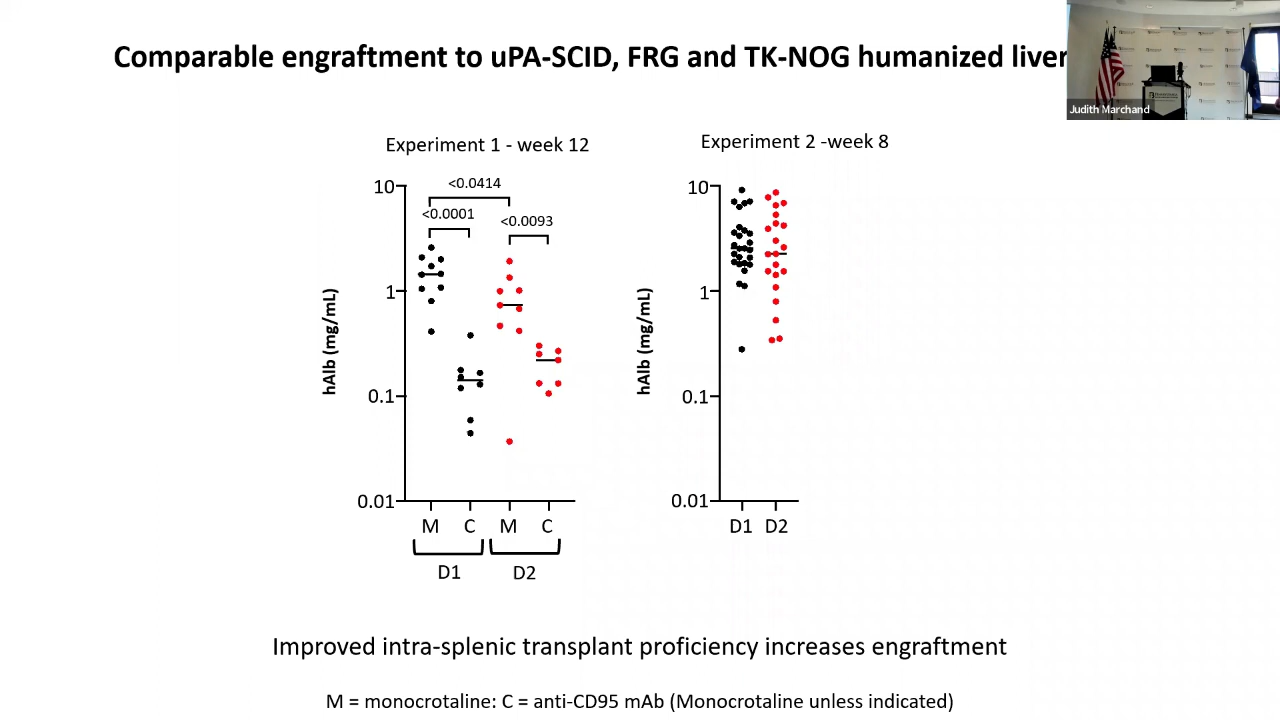 Comparable engraftment to uPA-SCID, FRG and TK-NOG humanized liver
Judith Marchand
Experiment 1 - week 12
Experiment 2 -week 8
hAlb (mg/mL)
10
1
0.1
0.01
<0.0414
<0.0001
<0.0093
M C M C
D1 D2
hAlb (mg/mL)
10
1
0.1
0.01
D1 D2
Improved intra-splenic transplant proficiency increases engraftment
M = monocrotaline: C = anti-CD95 mAb (Monocrotaline unless indicated)